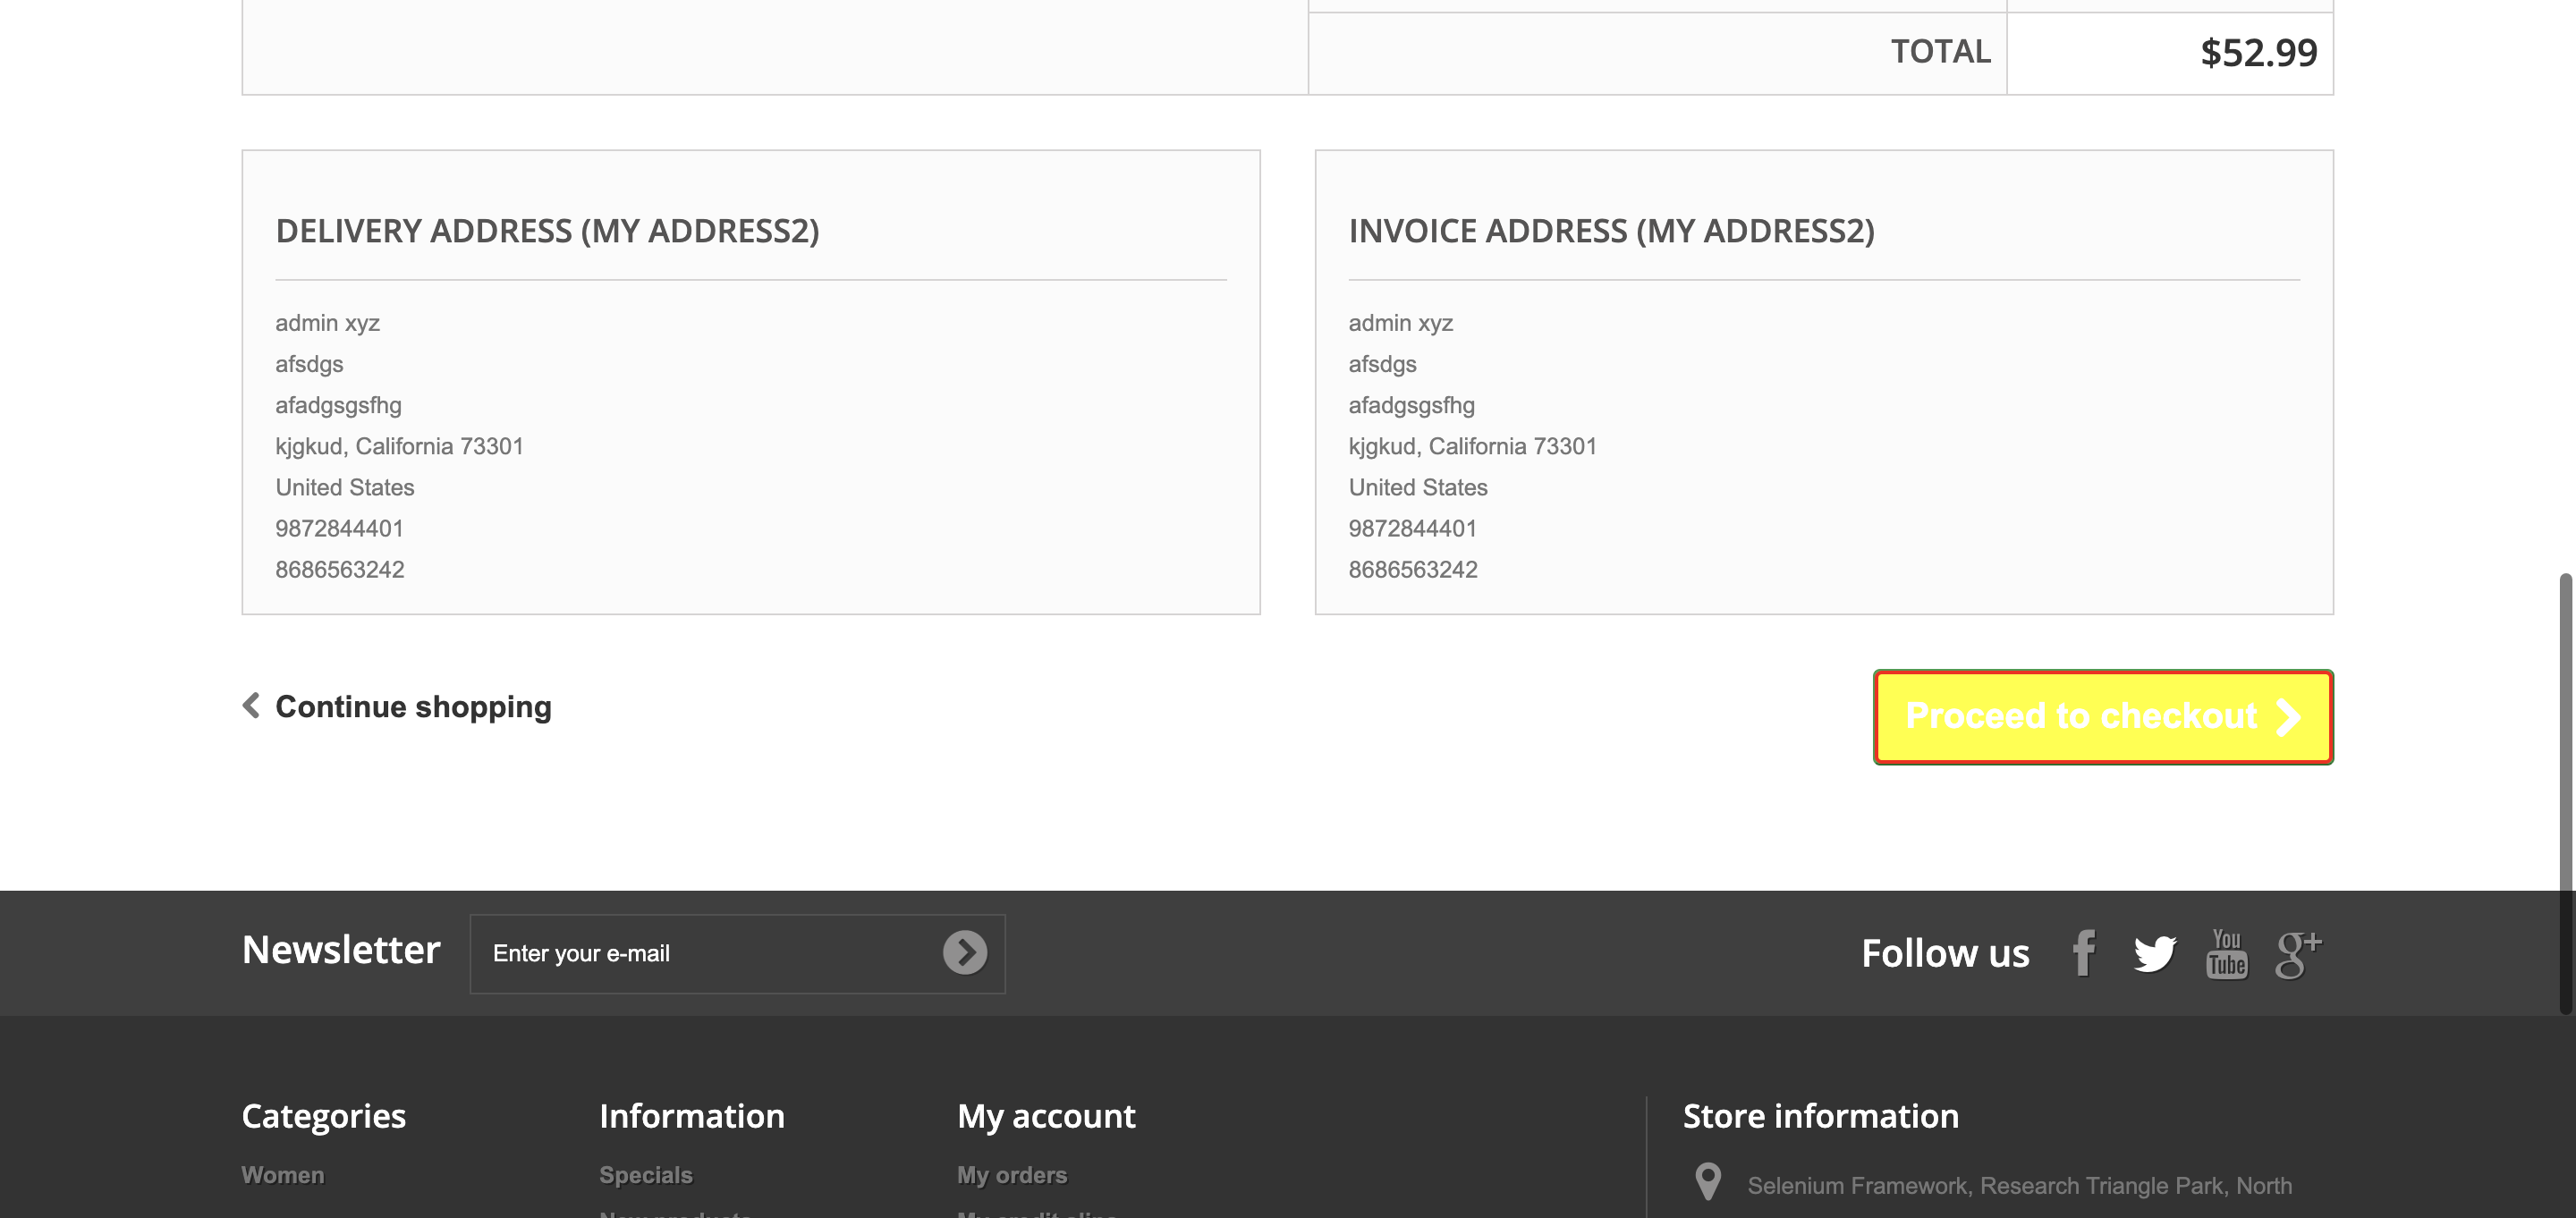 TOTAL $52.99
DELIVERY ADDRESS (MY ADDRESS2)
admin xyz
afsdgs
afadgsgsfhg
kjgkud, California 73301
United States
9872844401
8686563242
INVOICE ADDRESS (MY ADDRESS2)
admin xyz
afsdgs
afadgsgsfhg
kjgkud, California 73301
United States
9872844401
8686563242
Continue shopping
Proceed to checkout
Newsletter
Enter your e-mail
Follow us
You
Tube
g+
Categories
Women
Information
Specials
My account
My orders
Store information
Selenium Framework, Research Triangle Park, North